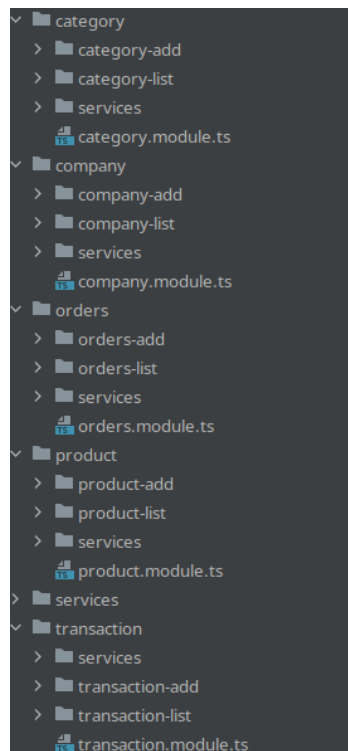 category
category-add
category-list
services
category.module.ts
company
company-add
company-list
services
company.module.ts
orders
orders-add
orders-list
services
orders.module.ts
product
product-add
product-list
services
product.module.ts
services
transaction
services
transaction-add
transaction-list
transaction.module.ts